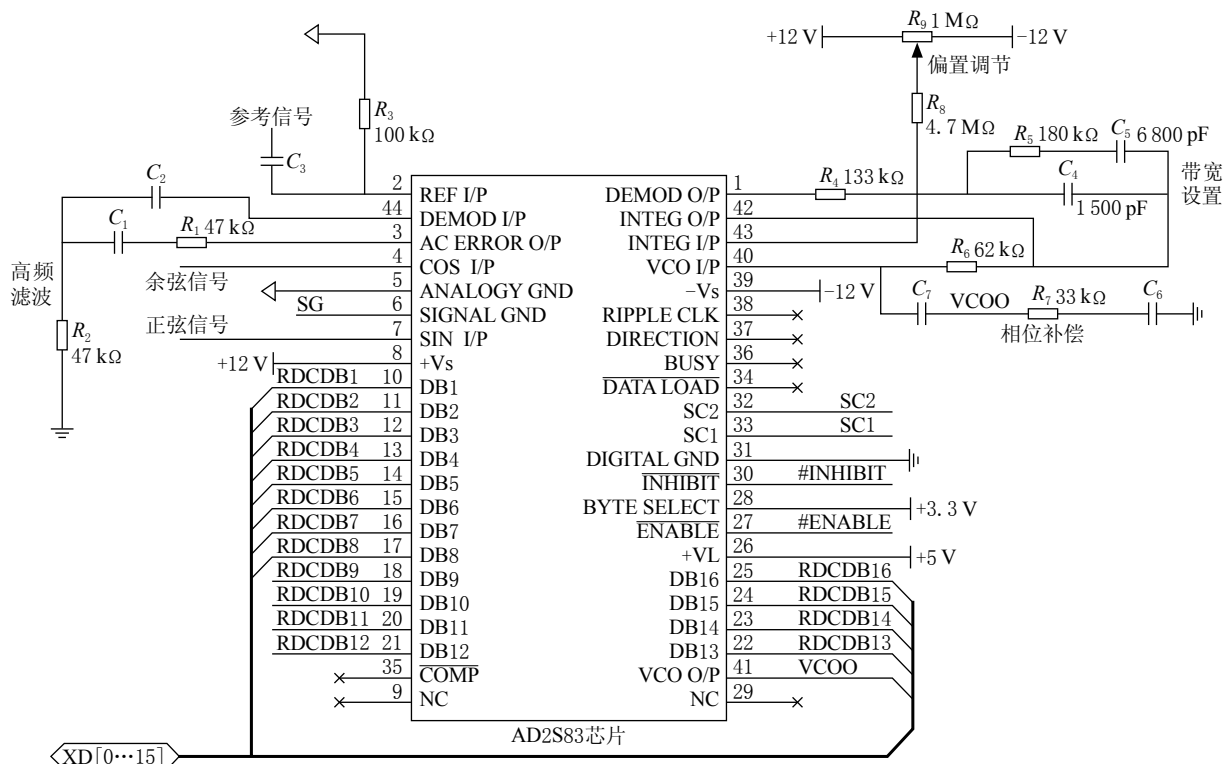 R9 1 MΩ
+12 V
−12 V
偏置调节
R8
4.7 MΩ
R3
100 kΩ
参考信号
C3
C2
C1
R1 47 kΩ
高频
滤波
R2
47 kΩ
余弦信号
SG
正弦信号
+12 V
R5 180 kΩ
C5 6 800 pF
R4 133 kΩ
C4
1 500 pF
带宽
设置
R6 62 kΩ
−12 V
C7
VCOO
R7 33 kΩ
C6
相位补偿
2 REF I/P
44 DEMOD I/P
3 AC ERROR O/P
4 COS I/P
5 ANALOGY GND
6 SIGNAL GND
7 SIN I/P
8 +Vs
RDCDB1 10 DB1
RDCDB2 11 DB2
RDCDB3 12 DB3
RDCDB4 13 DB4
RDCDB5 14 DB5
RDCDB6 15 DB6
RDCDB7 16 DB7
RDCDB8 17 DB8
RDCDB9 18 DB9
RDCDB10 19 DB10
RDCDB11 20 DB11
RDCDB12 21 DB12
35 COMP
9 NC
DEMOD O/P 1
INTEG O/P 42
INTEG I/P 43
VCO I/P 40
−Vs 39
RIPPLE CLK 38
DIRECTION 37
BUSY 36
DATA LOAD 34
SC2 32 SC2
SC1 33 SC1
DIGITAL GND 31
INHIBIT 30 #INHIBIT
BYTE SELECT 28 +3.3 V
ENABLE 27 #ENABLE
+VL 26 +5 V
DB16 25 RDCDB16
DB15 24 RDCDB15
DB14 23 RDCDB14
DB13 22 RDCDB13
VCO O/P 41 VCOO
NC 29
AD2S83芯片
XD[0…15]